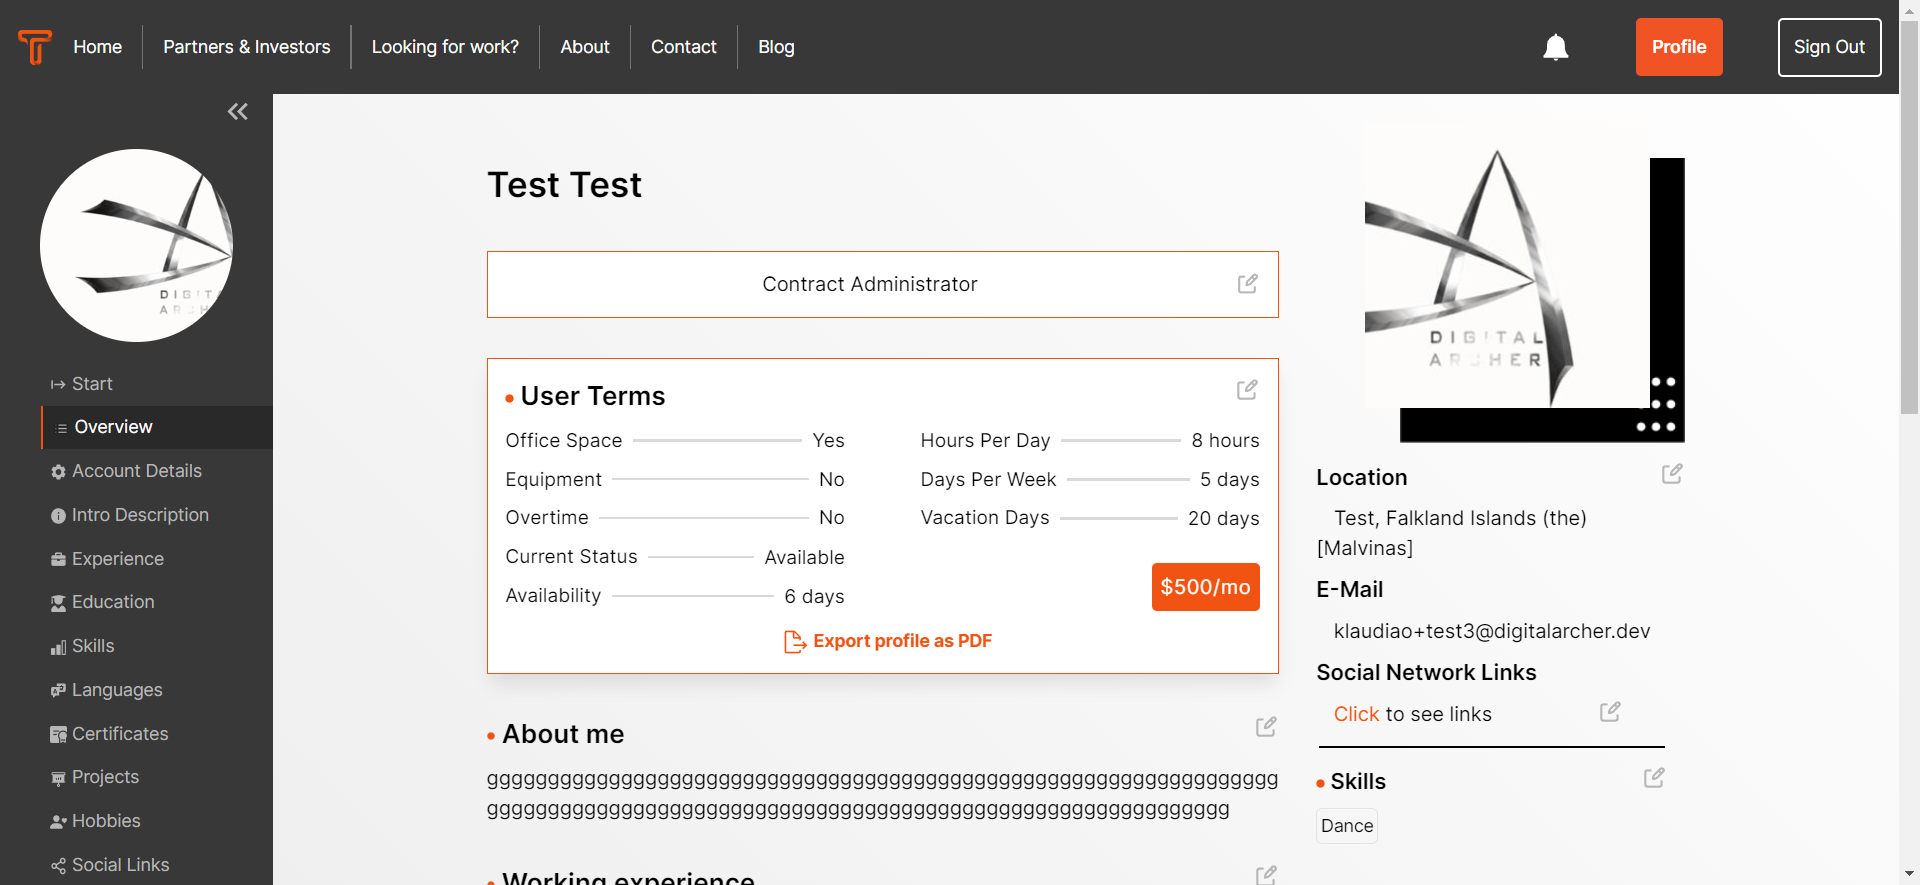 Home
Partners & Investors
Looking for work?
About
Contact
Blog
Profile
Sign Out
DIGIT
ARCHER
Start
Overview
Account Details
Intro Description
Experience
Education
Skills
Languages
Certificates
Projects
Hobbies
Social Links
Test Test
Contract Administrator
User Terms
Office Space Yes
Equipment No
Overtime No
Current Status Available
Availability 6 days
Hours Per Day 8 hours
Days Per Week 5 days
Vacation Days 20 days
$500/mo
Export profile as PDF
About me
ggggggggggggggggggggggggggggggggggggggggggggggggggggggggggggggggg
ggggggggggggggggggggggggggggggggggggggggggggggggggggggggggggg
Working experience
DIGITAL
ARCHER
Location
Test, Falkland Islands (the)
[Malvinas]
E-Mail
klaudiao+test3@digitalarcher.dev
Social Network Links
Click to see links
Skills
Dance